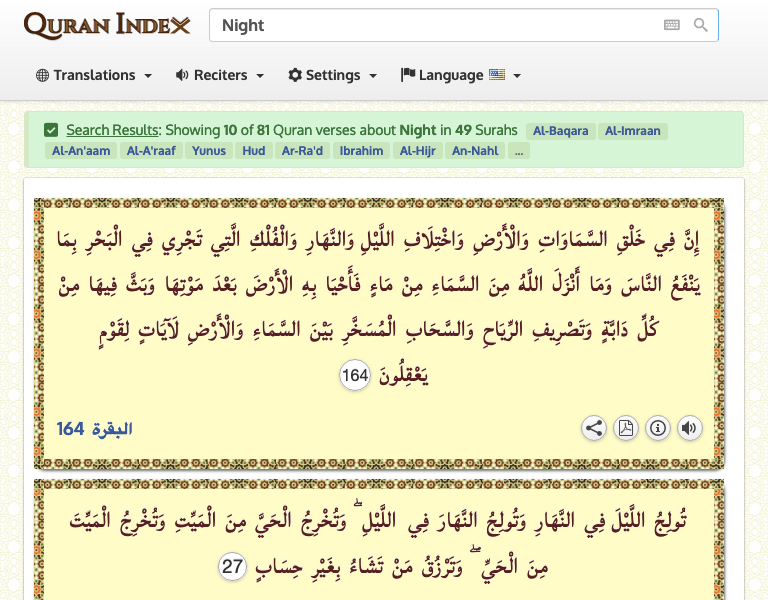 QURAN INDEX
Night
Translations
Reciters
Settings
Language
Search Results: Showing 10 of 81 Quran verses about Night in 49 Surahs Al-Baqara Al-Imraan
Al-An'aam Al-A'raaf Yunus Hud Ar-Ra'd Ibrahim Al-Hijr An-Nahl ...
إِنَّ فِي خَلْقِ السَّمَاوَاتِ وَالْأَرْضِ وَاخْتِلَافِ اللَّيْلِ وَالنَّهَارِ وَالْفُلْكِ الَّتِي تَجْرِي فِي الْبَحْرِ بِمَا
يَنْفَعُ النَّاسَ وَمَا أَنْزَلَ اللَّهُ مِنَ السَّمَاءِ مِنْ مَاءٍ فَأَحْيَا بِهِ الْأَرْضَ بَعْدَ مَوْتِهَا وَبَثَّ فِيهَا مِنْ
كُلِّ دَابَّةٍ وَتَصْرِيفِ الرِّيَاحِ وَالسَّحَابِ الْمُسَخَّرِ بَيْنَ السَّمَاءِ وَالْأَرْضِ لَآيَاتٍ لِقَوْمٍ
يَعْقِلُونَ 164
البقرة 164
تُولِجُ اللَّيْلَ فِي النَّهَارِ وَتُولِجُ النَّهَارَ فِي اللَّيْلِ ۖ وَتُخْرِجُ الْحَيَّ مِنَ الْمَيِّتِ وَتُخْرِجُ الْمَيِّتَ
مِنَ الْحَيِّ ۖ وَتَرْزُقُ مَنْ تَشَاءُ بِغَيْرِ حِسَابٍ 27